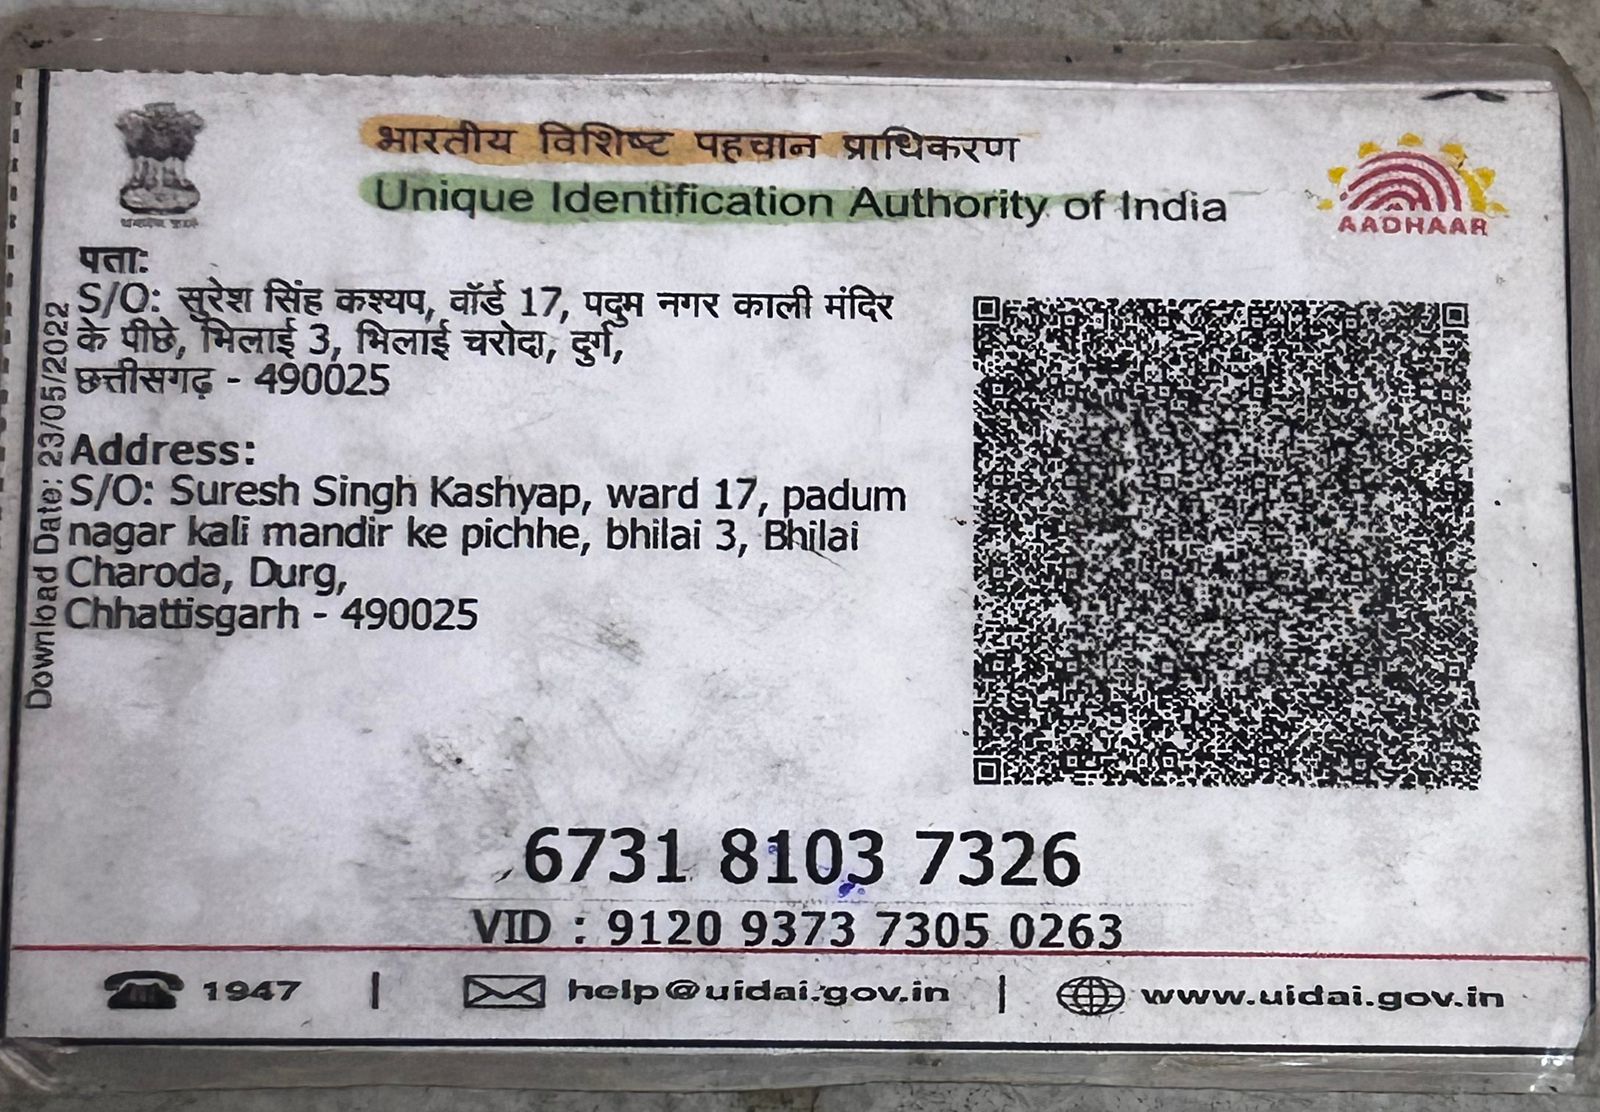 भारतीय विशिष्ट पहचान प्राधिकरण
Unique Identification Authority of India
AADHAAR
पता:
S/O: सुरेश सिंह कश्यप, वॉर्ड 17, पदुम नगर काली मंदिर
के पीछे, भिलाई 3, भिलाई चरोदा, दुर्ग,
छत्तीसगढ़ - 490025
Address:
S/O: Suresh Singh Kashyap, ward 17, padum
nagar kali mandir ke pichhe, bhilai 3, Bhilai
Charoda, Durg,
Chhattisgarh - 490025
Download Date: 23/05/2022
6731 8103 7326
VID : 9120 9373 7305 0263
1947 | help@uidai.gov.in | www.uidai.gov.in